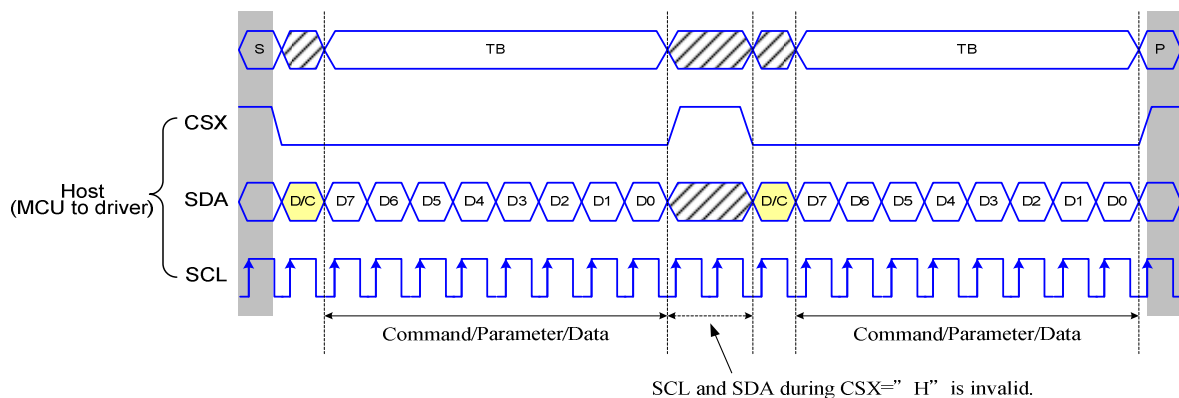 S TB TB P
CSX
Host
(MCU to driver)
SDA D/C D7 D6 D5 D4 D3 D2 D1 D0 D/C D7 D6 D5 D4 D3 D2 D1 D0
SCL
Command/Parameter/Data Command/Parameter/Data
SCL and SDA during CSX=” H” is invalid.